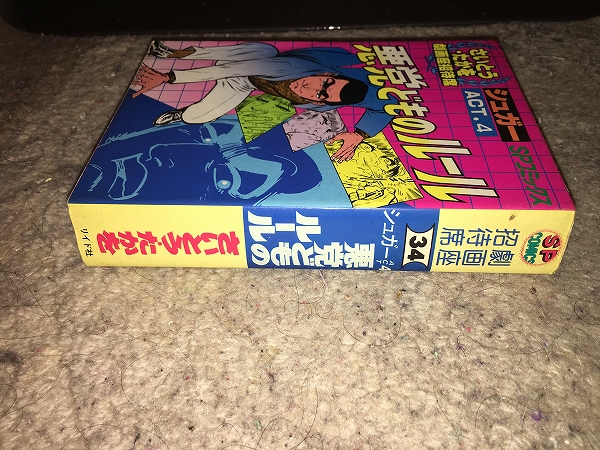 さいとう
・たかを
劇画座招待席
シュガー
ACT・4
SPコミックス
悪党どものルール
SP
COMICS
劇画座
招待席
34
シュガー ACT4
悪党どもの
ルール
さいとうたかを
リイド社